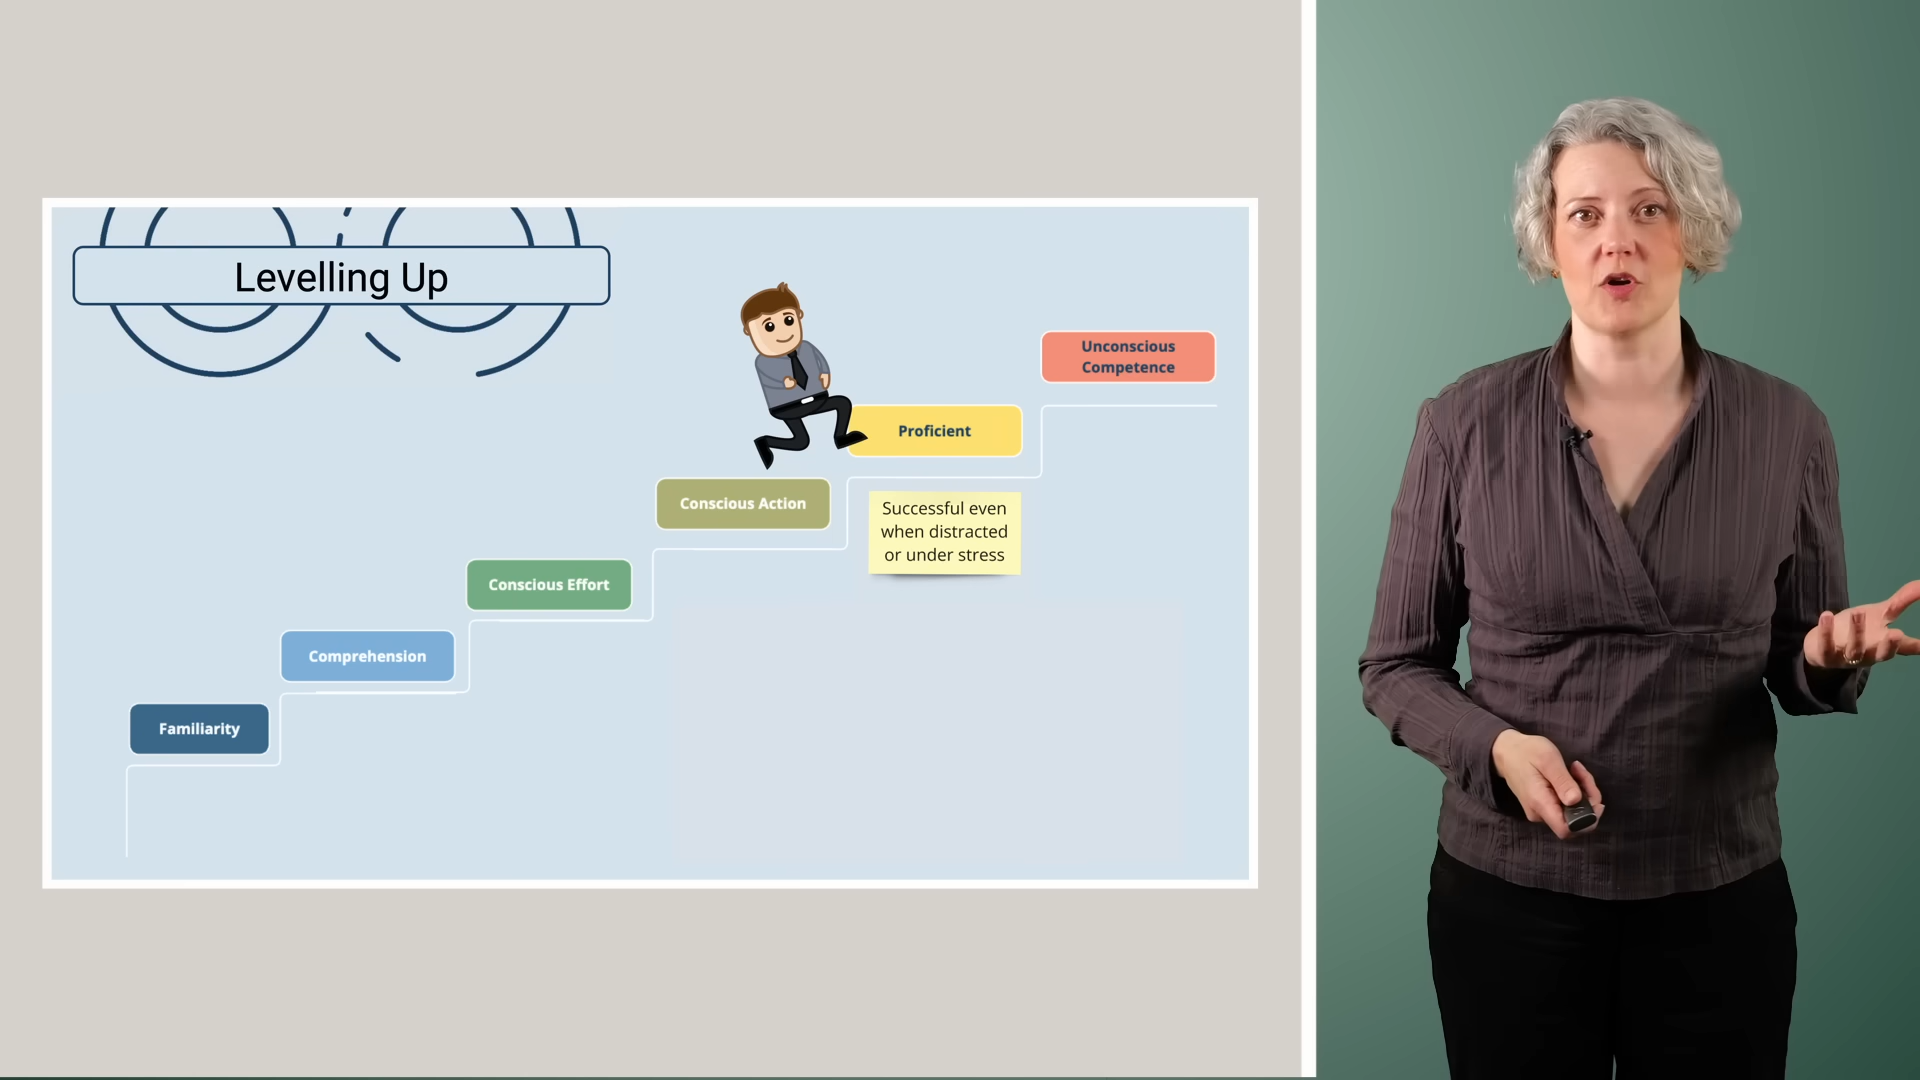 Levelling Up
Unconscious
Competence
Proficient
Successful even
when distracted
or under stress
Conscious Action
Conscious Effort
Comprehension
Familiarity